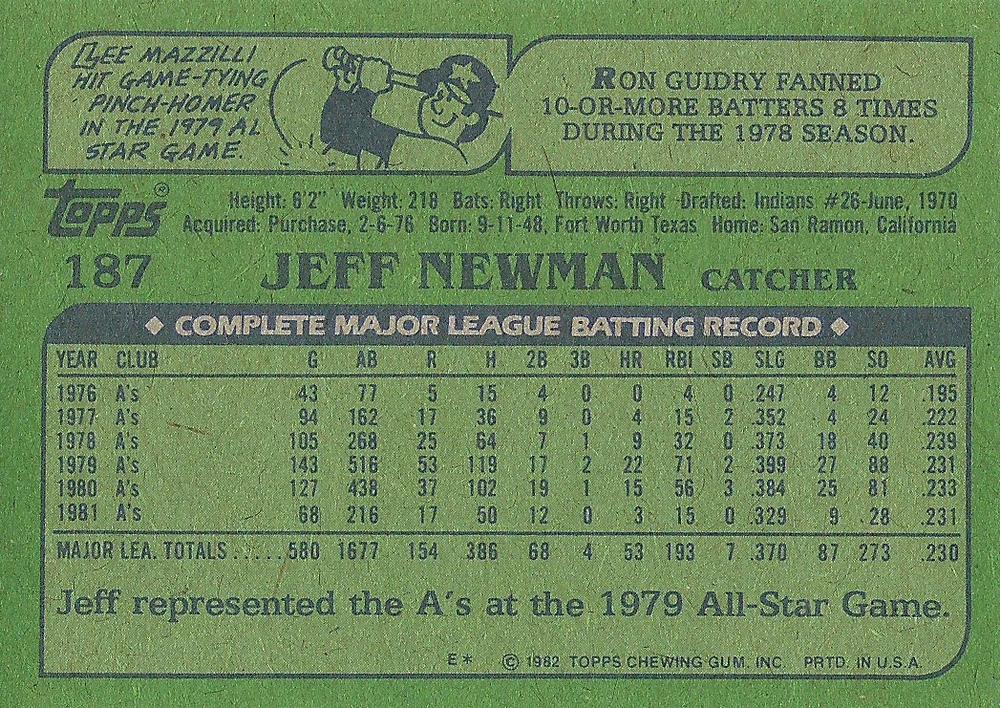 LEE MAZZILLI
HIT GAME-TYING
PINCH-HOMER
IN THE 1979 ALL
STAR GAME.
RON GUIDRY FANNED
10-OR-MORE BATTERS 8 TIMES
DURING THE 1978 SEASON.
Topps®
Height: 6'2" Weight: 218 Bats: Right Throws: Right Drafted: Indians #26-June, 1970
Acquired: Purchase, 2-6-76 Born: 9-11-48, Fort Worth Texas Home: San Ramon, California
187 JEFF NEWMAN CATCHER
◆ COMPLETE MAJOR LEAGUE BATTING RECORD ◆
YEAR CLUB G AB R H 2B 3B HR RBI SB SLG BB SO AVG
1976 A's 43 77 5 15 4 0 0 4 0 .247 4 12 .195
1977 A's 94 162 17 36 9 0 4 15 2 .352 4 24 .222
1978 A's 105 268 25 64 7 1 9 32 0 .373 18 40 .239
1979 A's 143 516 53 119 17 2 22 71 2 .399 27 88 .231
1980 A's 127 438 37 102 19 1 15 56 3 .384 25 81 .233
1981 A's 68 216 17 50 12 0 3 15 0 .329 9 28 .231
MAJOR LEA. TOTALS ..... 580 1677 154 386 68 4 53 193 7 .370 87 273 .230
Jeff represented the A's at the 1979 All-Star Game.
E* © 1982 TOPPS CHEWING GUM, INC. PRTD. IN U.S.A.